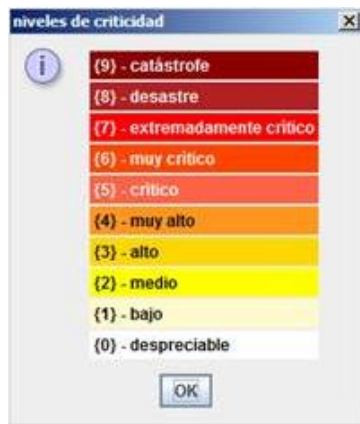 niveles de criticidad
{9} - catástrofe
{8} - desastre
{7} - extremadamente crítico
{6} - muy crítico
{5} - crítico
{4} - muy alto
{3} - alto
{2} - medio
{1} - bajo
{0} - despreciable
OK